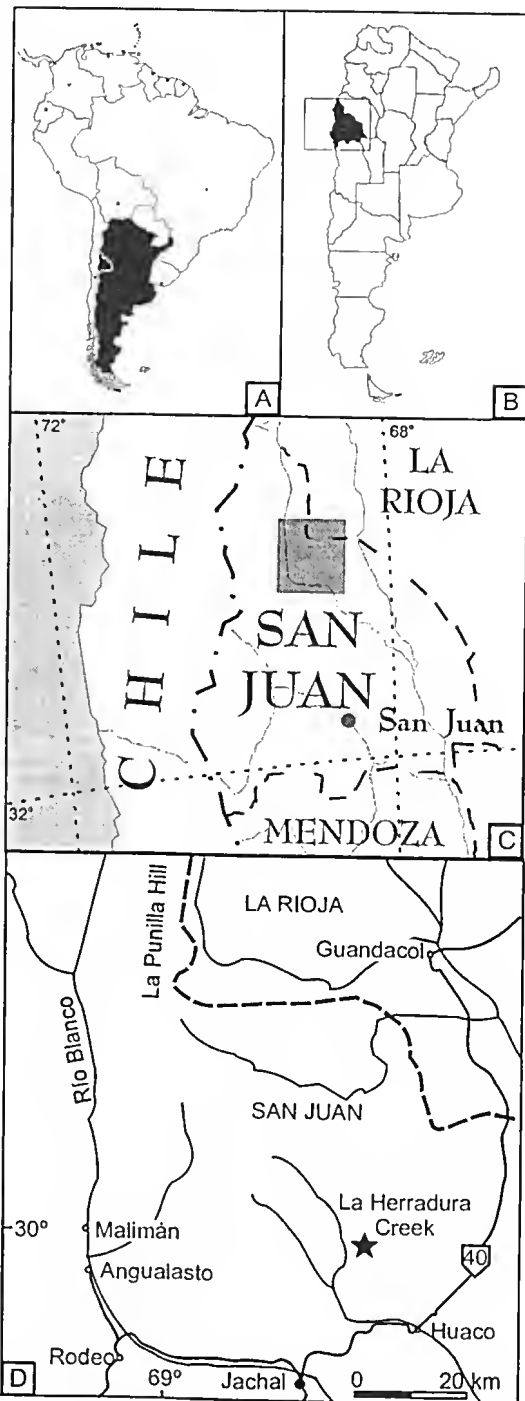 A
B
72°
68°
LA
RIOJA
CHILE
SAN
JUAN
San Juan
32°
MENDOZA
C
La Punilla Hill
LA RIOJA
Guandacol
Río Blanco
SAN JUAN
La Herradura
Creek
30°
Malimán
40
Angualasto
Huaco
Rodeo
D
69°
Jachal
0 20 km